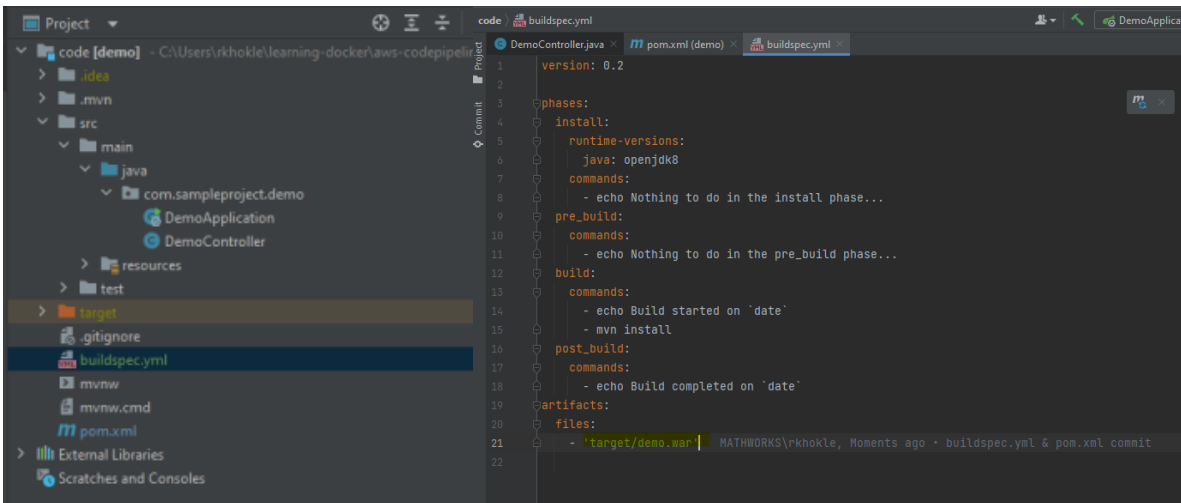 Project
code [demo] - C:\Users\rkhokle\learning-docker\aws-codepipelin
.idea
.mvn
src
main
java
com.sampleproject.demo
DemoApplication
DemoController
resources
test
target
.gitignore
buildspec.yml
mvnw
mvnw.cmd
pom.xml
External Libraries
Scratches and Consoles
code buildspec.yml
DemoApplica
Project
Commit
DemoController.java pom.xml (demo) buildspec.yml
1 version: 0.2
2
3 phases:
4 install:
5 runtime-versions:
6 java: openjdk8
7 commands:
8 - echo Nothing to do in the install phase...
9 pre_build:
10 commands:
11 - echo Nothing to do in the pre_build phase...
12 build:
13 commands:
14 - echo Build started on `date`
15 - mvn install
16 post_build:
17 commands:
18 - echo Build completed on `date`
19 artifacts:
20 files:
21 - 'target/demo.war' MATHWORKS\rkhokle, Moments ago • buildspec.yml & pom.xml commit
22